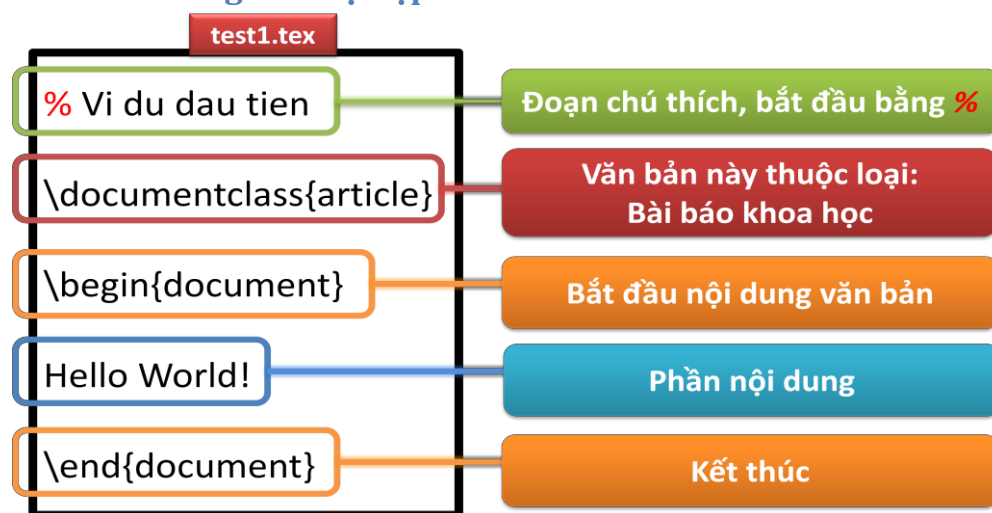 test1.tex
% Vi du dau tien
Đoạn chú thích, bắt đầu bằng %
\documentclass{article}
Văn bản này thuộc loại:
Bài báo khoa học
\begin{document}
Bắt đầu nội dung văn bản
Hello World!
Phần nội dung
\end{document}
Kết thúc